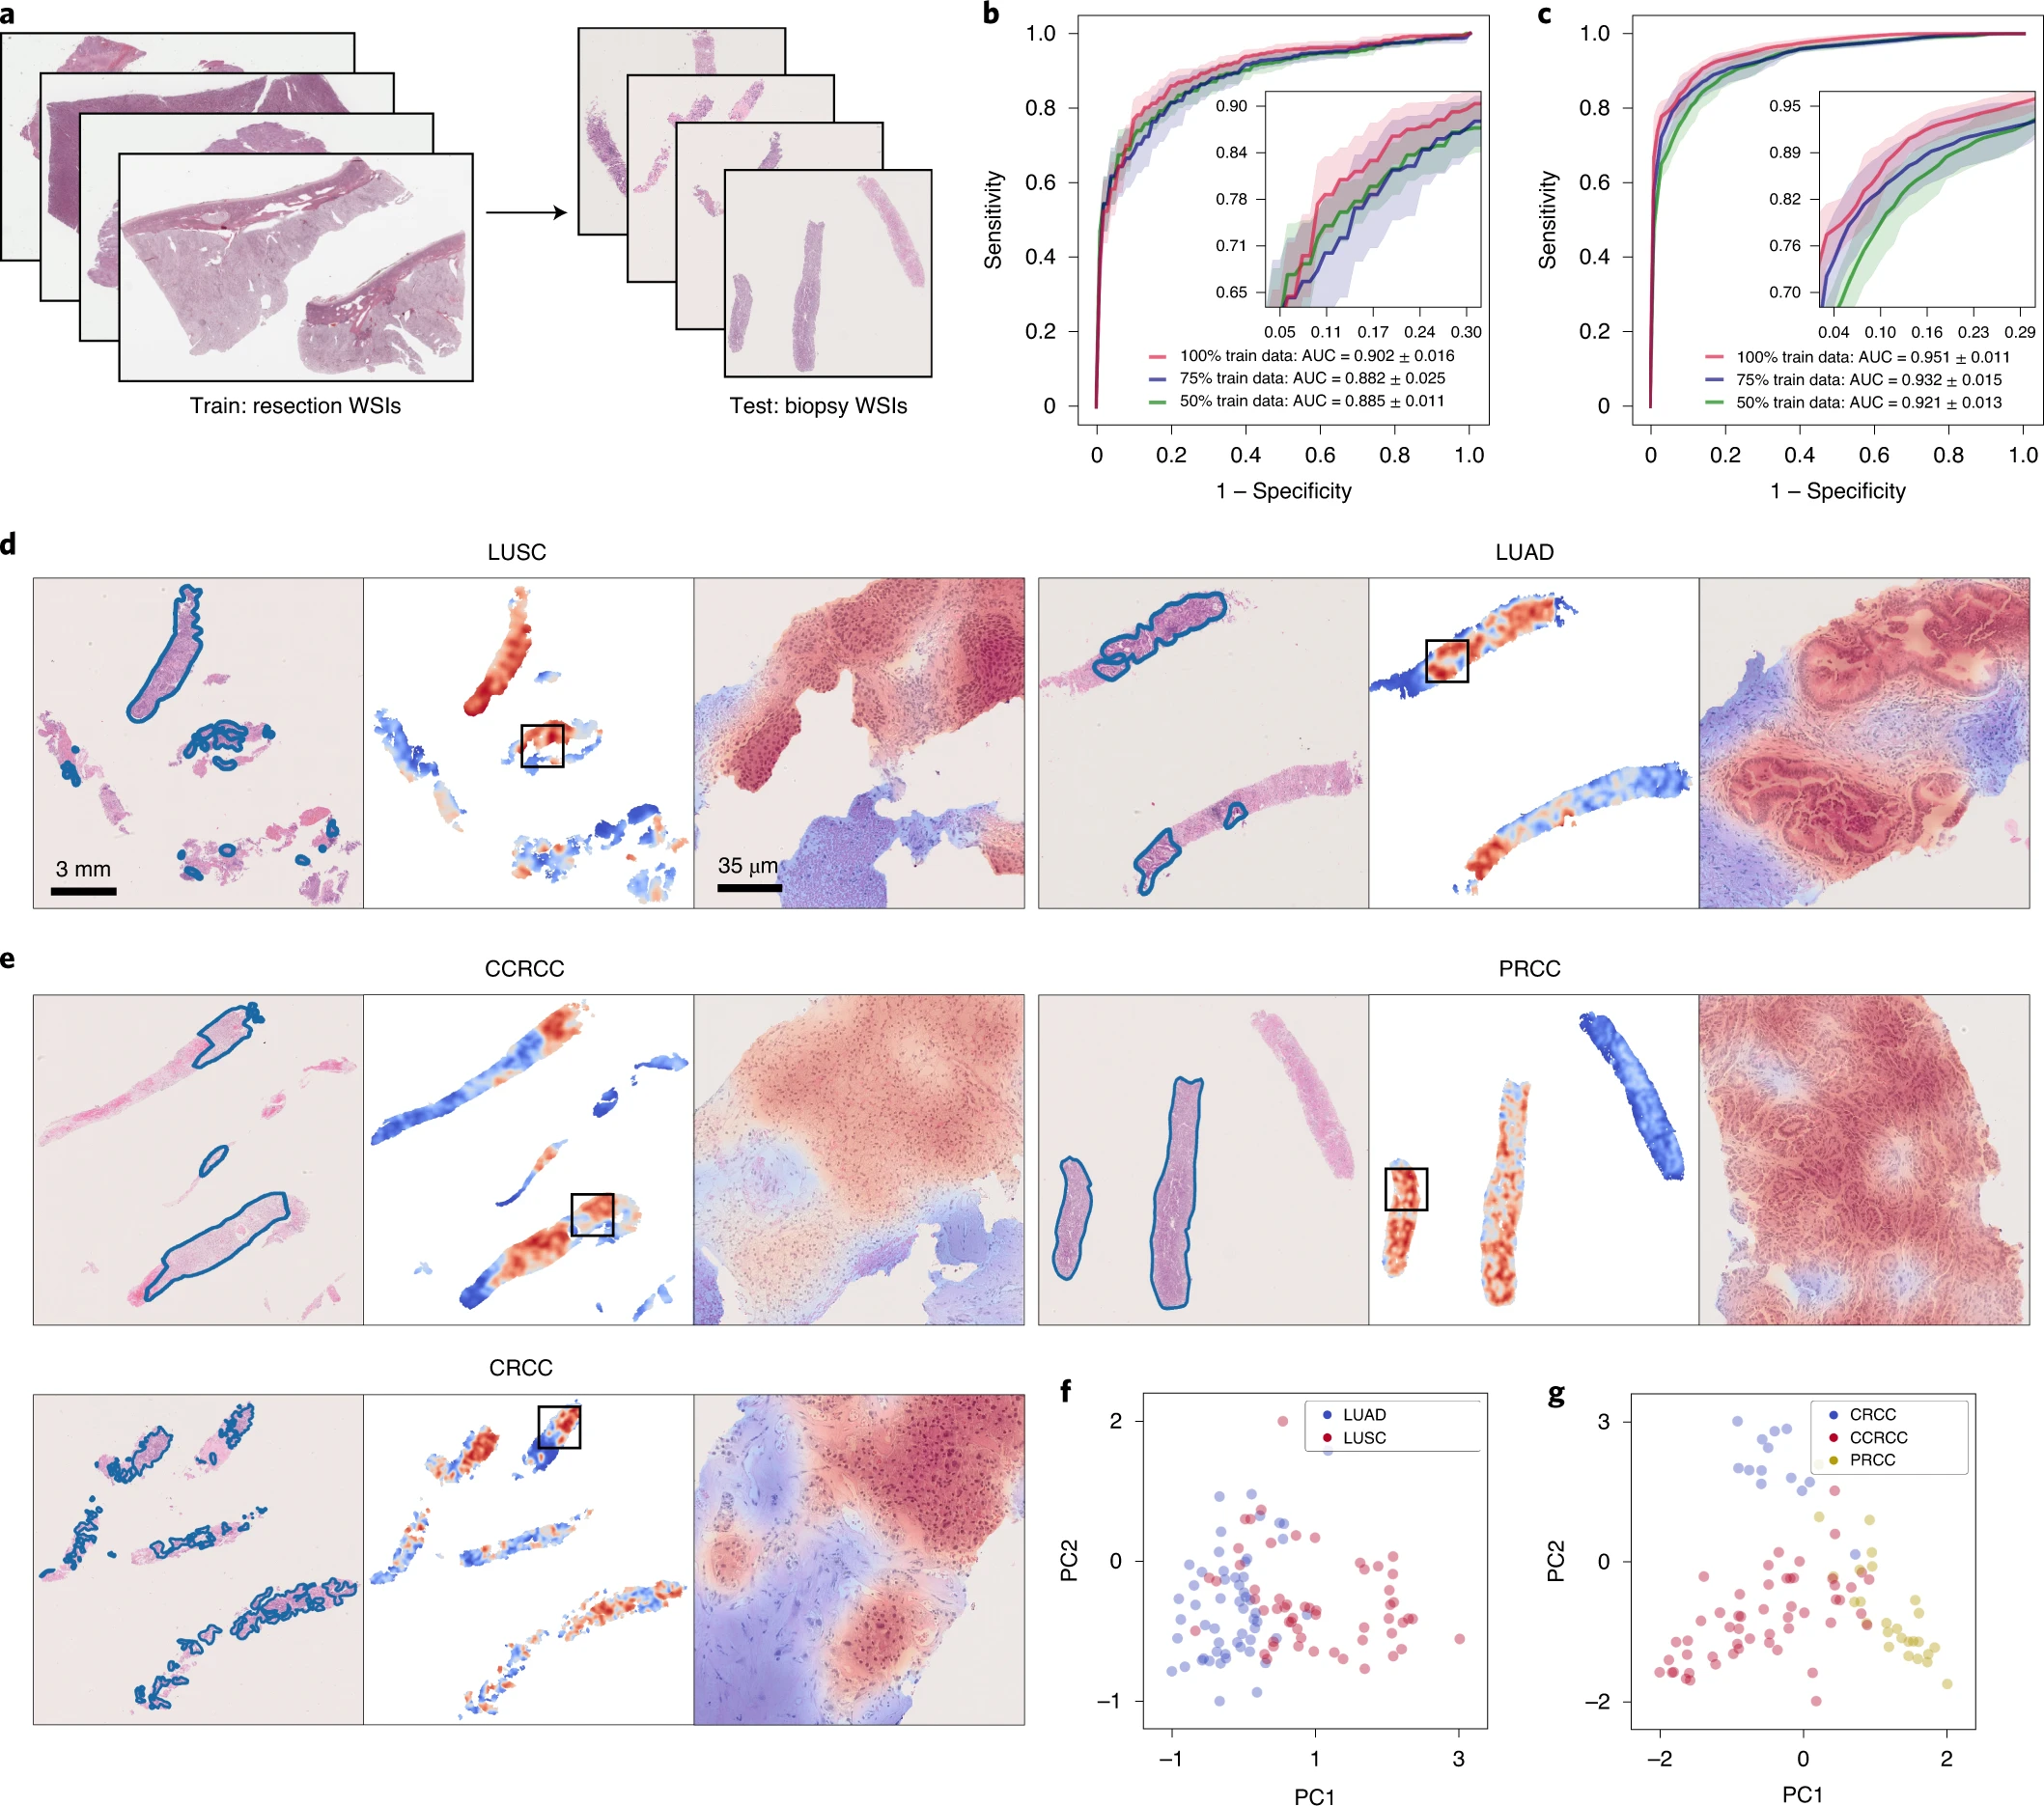 a
Train: resection WSIs
Test: biopsy WSIs
b
1.0
0.8
0.6
0.4
0.2
0
Sensitivity
0.90
0.84
0.78
0.71
0.65
0.05 0.11 0.17 0.24 0.30
100% train data: AUC = 0.902 ± 0.016
75% train data: AUC = 0.882 ± 0.025
50% train data: AUC = 0.885 ± 0.011
0 0.2 0.4 0.6 0.8 1.0
1 – Specificity
c
1.0
0.8
0.6
0.4
0.2
0
Sensitivity
0.95
0.89
0.82
0.76
0.70
0.04 0.10 0.16 0.23 0.29
100% train data: AUC = 0.951 ± 0.011
75% train data: AUC = 0.932 ± 0.015
50% train data: AUC = 0.921 ± 0.013
0 0.2 0.4 0.6 0.8 1.0
1 – Specificity
d
LUSC
LUAD
3 mm
35 μm
e
CCRCC
PRCC
CRCC
f
LUAD
LUSC
2
0
–1
PC2
–1 1 3
PC1
g
CRCC
CCRCC
PRCC
3
0
–2
PC2
–2 0 2
PC1